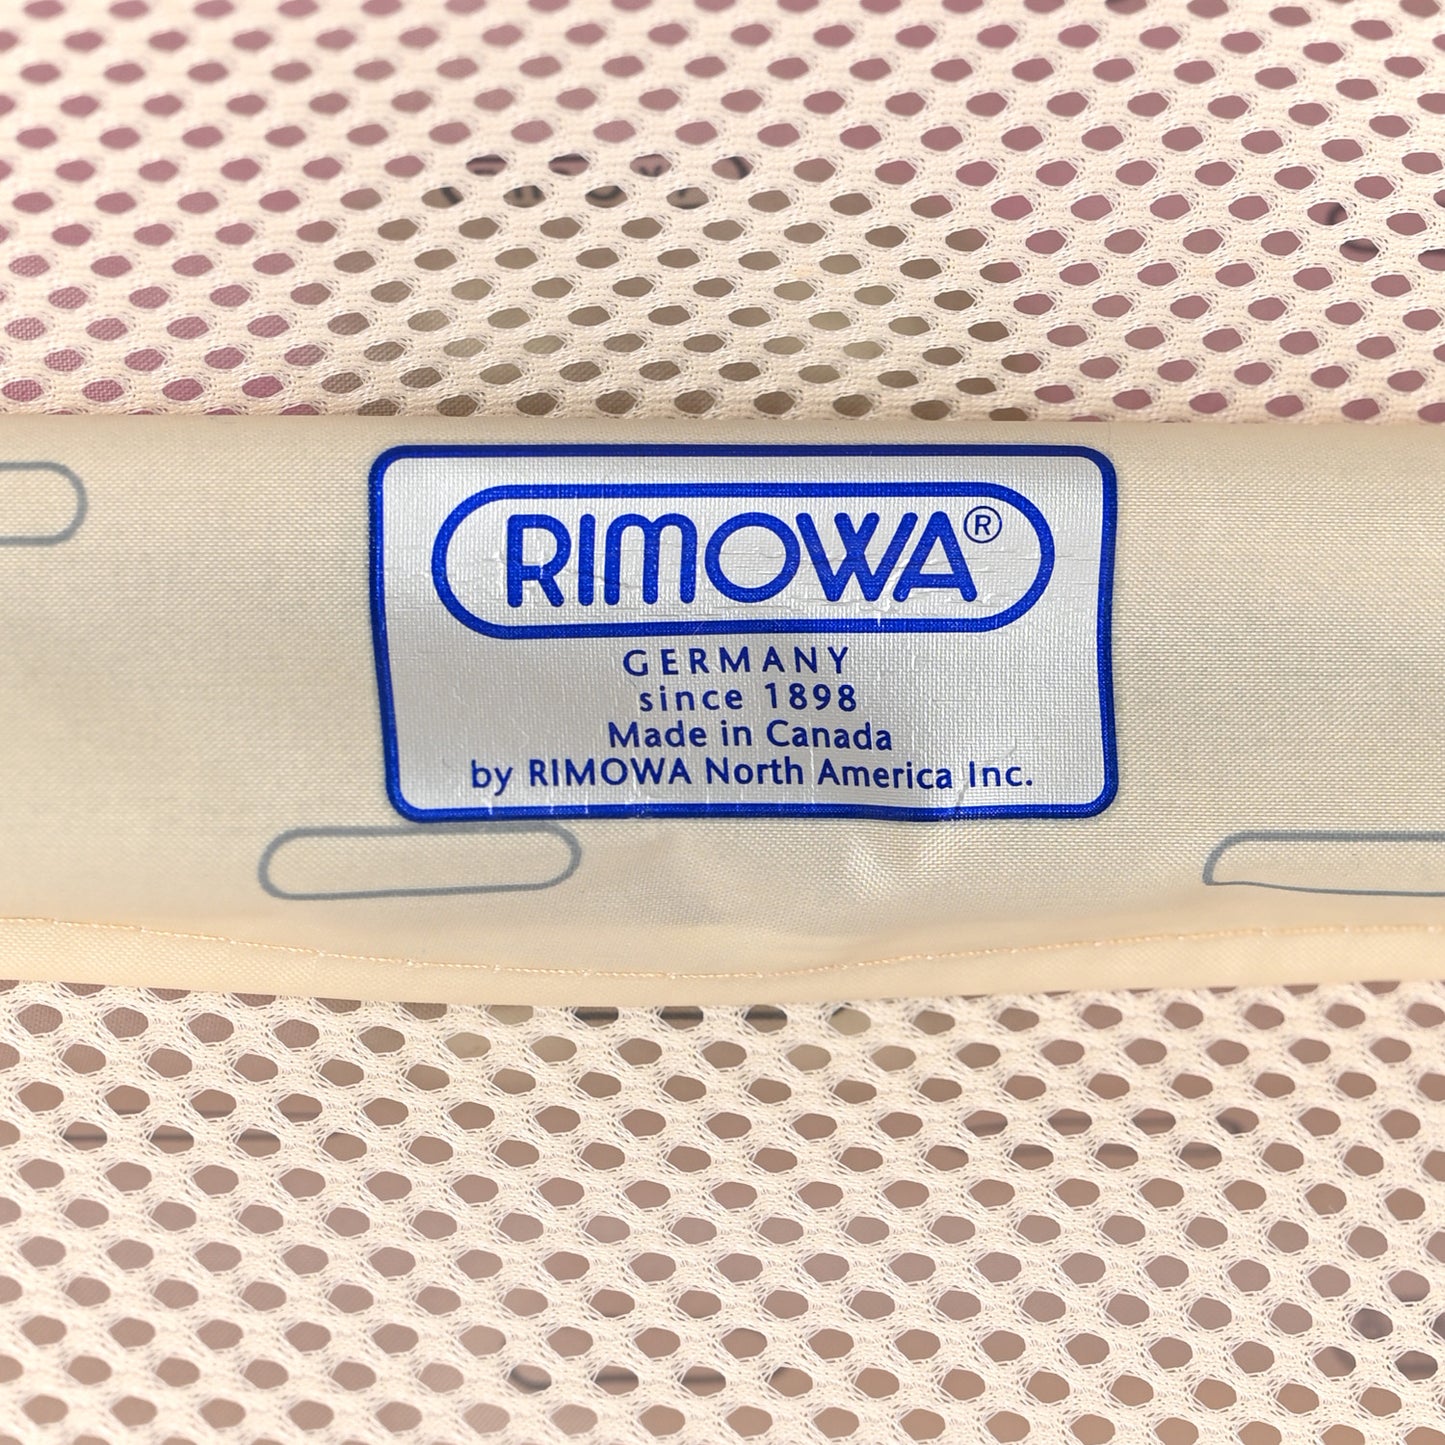 RIMOWA®
GERMANY
since 1898
Made in Canada
by RIMOWA North America Inc.